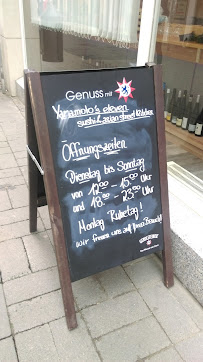 Genuss mit
Yamamoto's eleven
sushi & asian street kitchen
Öffnungszeiten
Dienstag bis Sonntag
von 12:00 - 15:00 Uhr
und 18:00 - 23:00 Uhr
Montag Ruhetag!
Wir freuen uns auf Ihren Besuch!